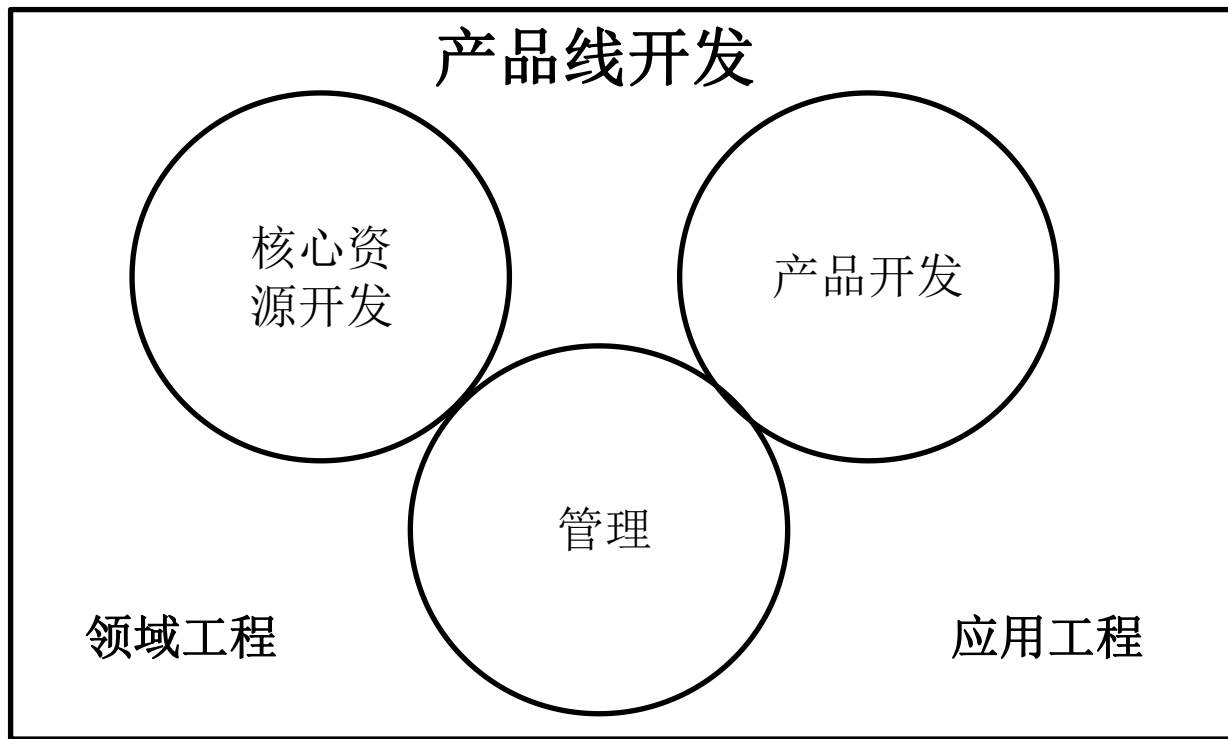 产品线开发
核心资
源开发
产品开发
管理
领域工程
应用工程